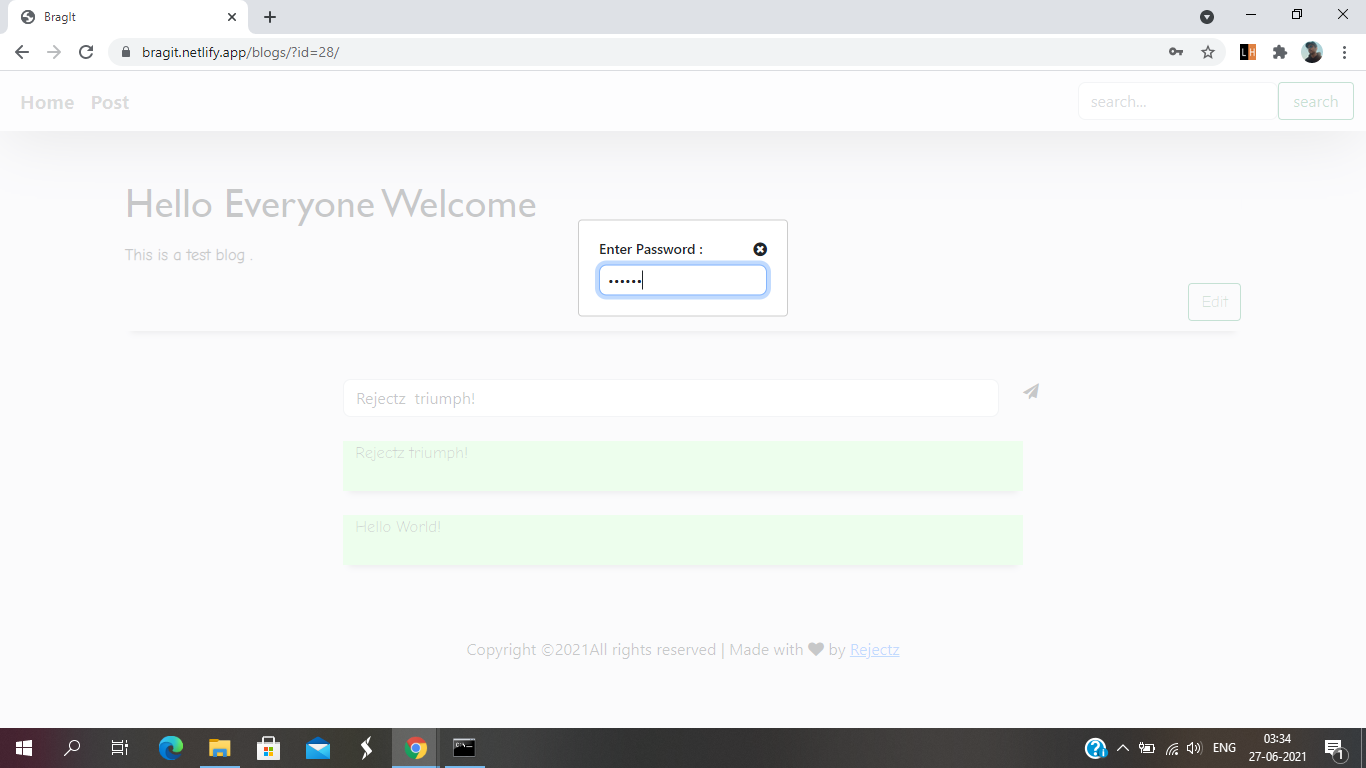 BragIt
bragit.netlify.app/blogs/?id=28/
L H
Home Post
search...
search
Hello Everyone Welcome
This is a test blog .
Enter Password :
••••••
Edit
Rejectz  triumph!
Rejectz triumph!
Hello World!
Copyright ©2021All rights reserved | Made with ❤ by Rejectz
ENG
03:34
27-06-2021
1